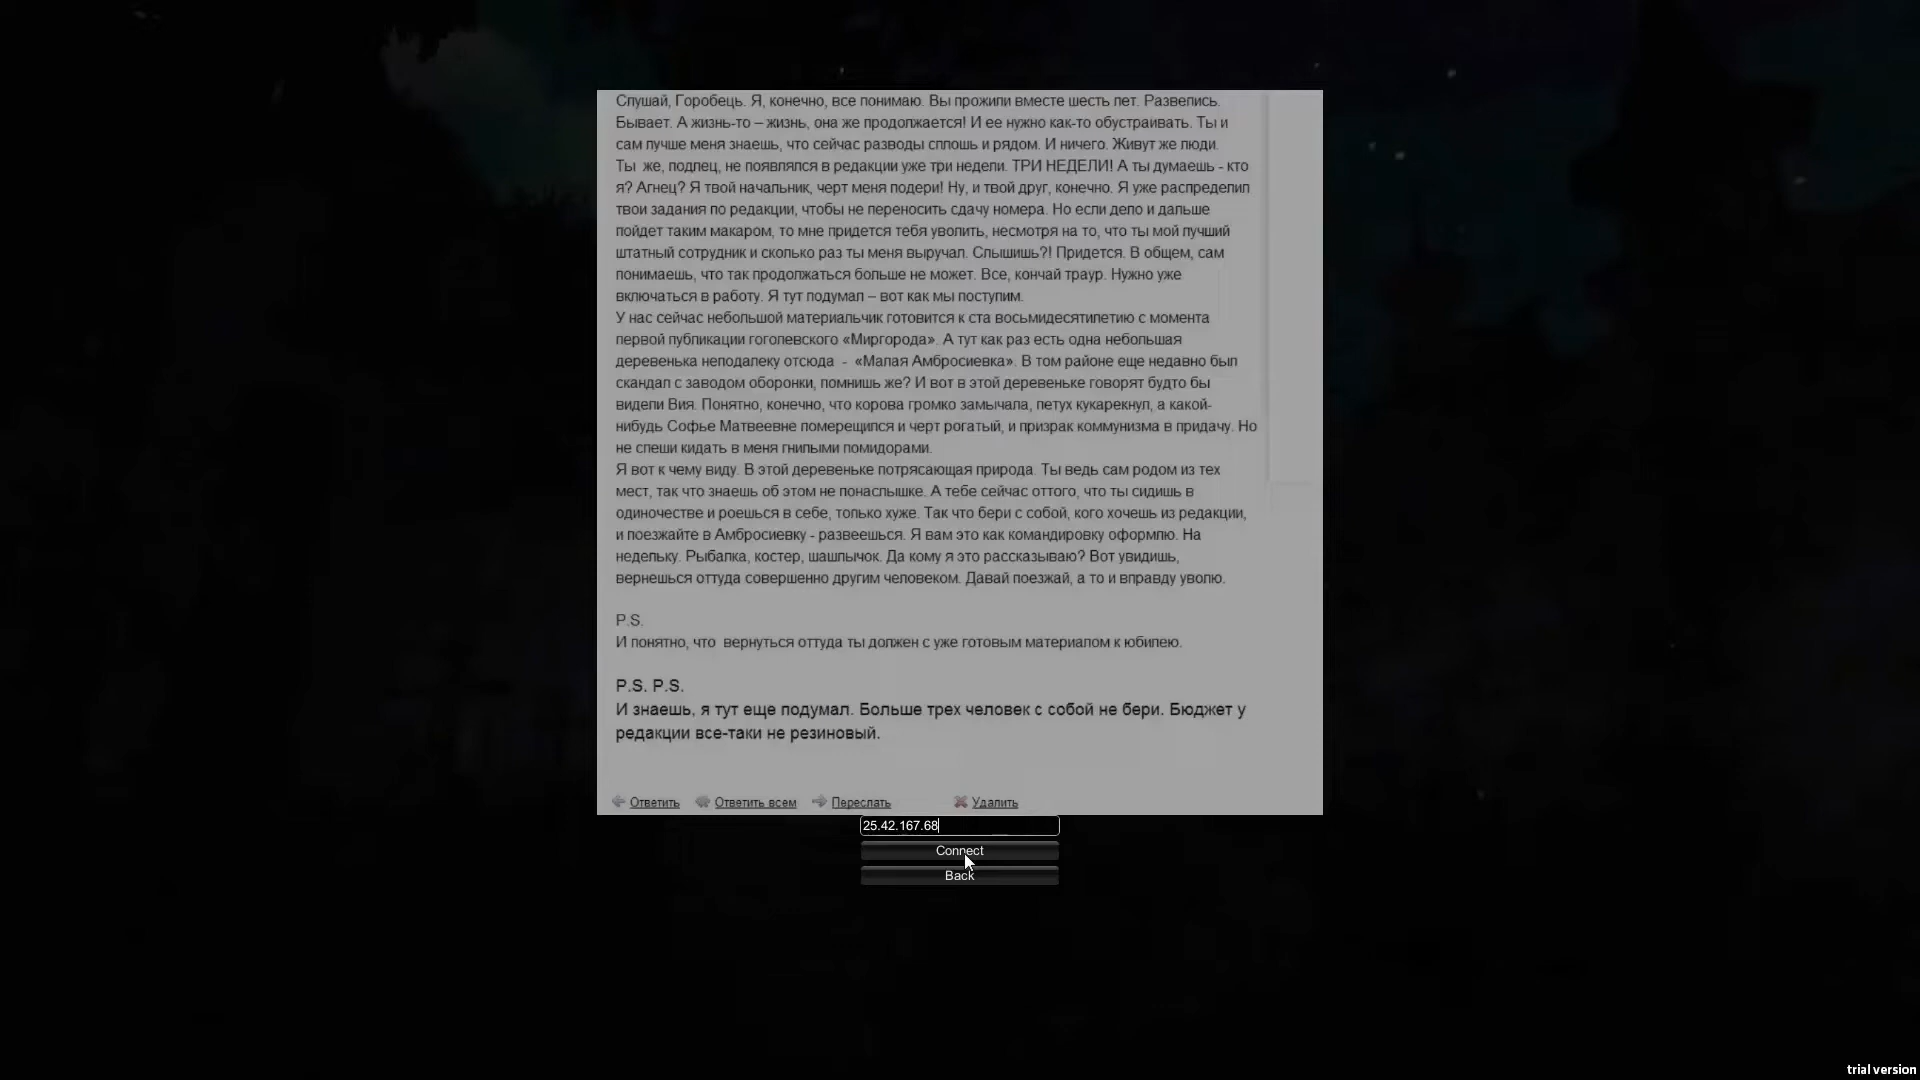 Слушай, Горобець. Я, конечно, все понимаю. Вы прожили вместе шесть лет. Развелись.
Бывает. А жизнь-то – жизнь, она же продолжается! И ее нужно как-то обустраивать. Ты и
сам лучше меня знаешь, что сейчас разводы сплошь и рядом. И ничего. Живут же люди.
Ты же, подлец, не появлялся в редакции уже три недели. ТРИ НЕДЕЛИ! А ты думаешь - кто
я? Агнец? Я твой начальник, черт меня подери! Ну, и твой друг, конечно. Я уже распределил
твои задания по редакции, чтобы не переносить сдачу номера. Но если дело и дальше
пойдет таким макаром, то мне придется тебя уволить, несмотря на то, что ты мой лучший
штатный сотрудник и сколько раз ты меня выручал. Слышишь?! Придется. В общем, сам
понимаешь, что так продолжаться больше не может. Все, кончай траур. Нужно уже
включаться в работу. Я тут подумал – вот как мы поступим.
У нас сейчас небольшой материальчик готовится к ста восьмидесятилетию с момента
первой публикации гоголевского «Миргорода». А тут как раз есть одна небольшая
деревенька неподалеку отсюда - «Малая Амбросиевка». В том районе еще недавно был
скандал с заводом оборонки, помнишь же? И вот в этой деревеньке говорят будто бы
видели Вия. Понятно, конечно, что корова громко замычала, петух кукарекнул, а какой-
нибудь Софье Матвеевне померещился и черт рогатый, и призрак коммунизма в придачу. Но
не спеши кидать в меня гнилыми помидорами.
Я вот к чему виду. В этой деревеньке потрясающая природа. Ты ведь сам родом из тех
мест, так что знаешь об этом не понаслышке. А тебе сейчас оттого, что ты сидишь в
одиночестве и роешься в себе, только хуже. Так что бери с собой, кого хочешь из редакции,
и поезжайте в Амбросиевку - развеешься. Я вам это как командировку оформлю. На
недельку. Рыбалка, костер, шашлычок. Да кому я это рассказываю? Вот увидишь,
вернешься оттуда совершенно другим человеком. Давай поезжай, а то и вправду уволю.
P.S.
И понятно, что вернуться оттуда ты должен с уже готовым материалом к юбилею.
P.S. P.S.
И знаешь, я тут еще подумал. Больше трех человек с собой не бери. Бюджет у
редакции все-таки не резиновый.
Ответить Ответить всем Переслать Удалить
25.42.167.68
Connect
Back
trial version